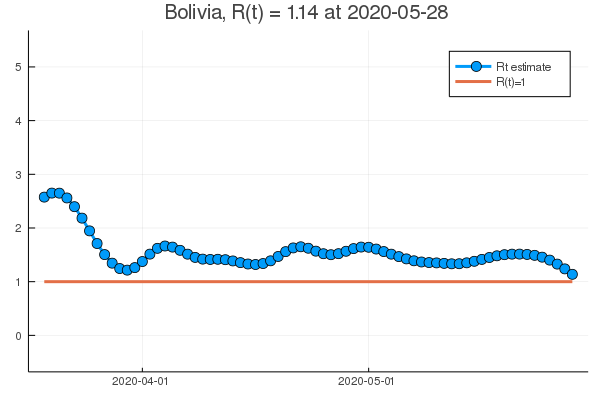 Bolivia, R(t) = 1.14 at 2020-05-28
Rt estimate
R(t)=1
5
4
3
2
1
0
2020-04-01
2020-05-01